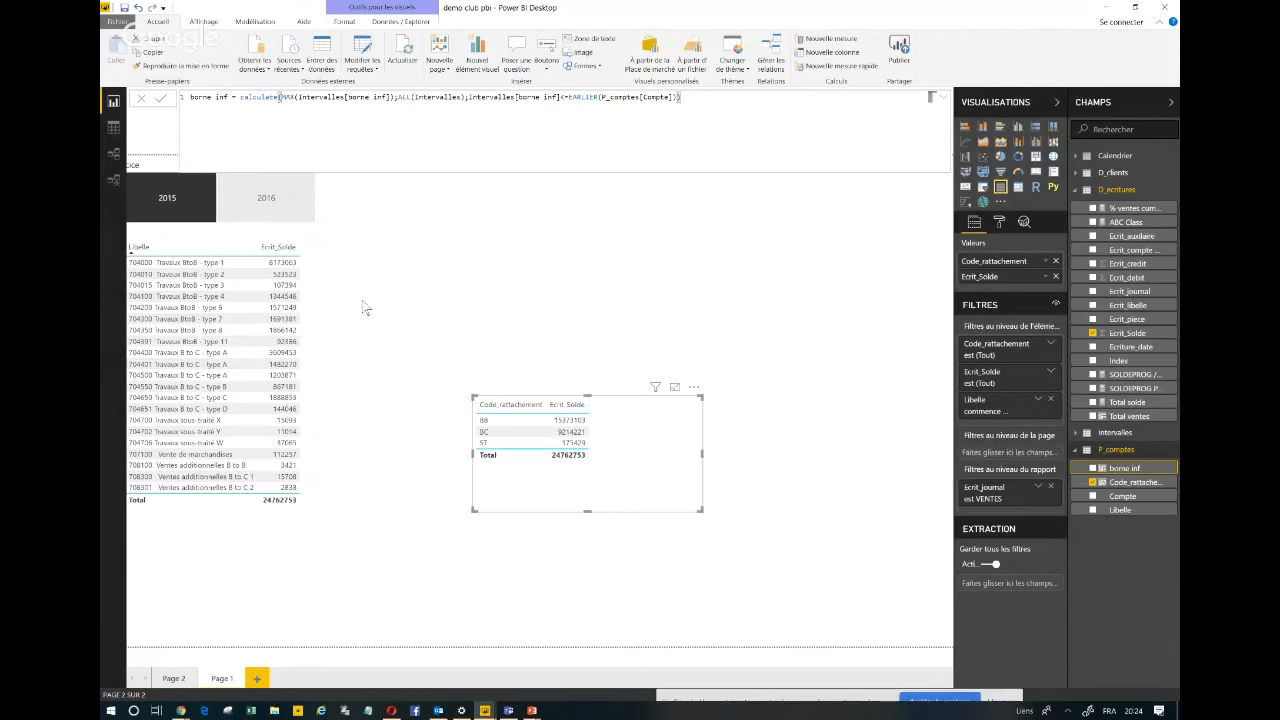 Outils pour les visuels
demo club pbi - Power BI Desktop
Fichier Accueil Affichage Modélisation Aide Format Données / Explorer
Se connecter
Google
Coller
Copier
Reproduire la mise en forme
Presse-papiers
Obtenir les données
Sources récentes
Entrer des données
Données externes
Modifier les requêtes
Actualiser
Nouvelle page
Nouvel élément visuel
Poser une question
Boutons
Zone de texte
Image
Formes
Insérer
À partir de la Place de marché
À partir d'un fichier
Changer de thème
Thèmes
Gérer les relations
Relations
Nouvelle mesure
Nouvelle colonne
Nouvelle mesure rapide
Calculs
Publier
Partager
1 borne inf = calculate(MAX(Intervalles[borne inf]);ALL(Intervalles);Intervalles[borne inf]<=EARLIER(P_comptes[Compte]))
cice
2015 2016
Libelle Ecrit_Solde
704000 Travaux BtoB - type 1 8173063
704010 Travaux BtoB - type 2 523523
704015 Travaux BtoB - type 3 107394
704100 Travaux BtoB - type 4 1344546
704200 Travaux BtoB - type 6 1571249
704300 Travaux BtoB - type 7 1691381
704350 Travaux BtoB - type 8 1866142
704391 Travaux BtoB - type 11 92386
704400 Travaux B to C - type A 3609453
704401 Travaux B to C - type A 1482270
704500 Travaux B to C - type A 1203871
704550 Travaux B to C - type B 867181
704650 Travaux B to C - type C 1888853
704651 Travaux B to C - type D 144046
704700 Travaux sous-traité X 15093
704702 Travaux sous-traité Y 11014
704706 Travaux sous-traité W 37065
707100 Vente de marchandises 112257
708100 Ventes additionnelles B to B 3421
708300 Ventes additionnelles B to C 1 15708
708301 Ventes additionnelles B to C 2 2838
Total 24762753
Code_rattachement Ecrit_Solde
BB 15373103
BC 9214221
ST 175429
Total 24762753
VISUALISATIONS
R Py
Valeurs
Code_rattachement
Ecrit_Solde
FILTRES
Filtres au niveau de l'éléme...
Code_rattachement
est (Tout)
Ecrit_Solde
est (Tout)
Libelle
commence ...
Filtres au niveau de la page
Faites glisser ici les champs...
Filtres au niveau du rapport
Ecrit_journal
est VENTES
EXTRACTION
Garder tous les filtres
Acti...
Faites glisser ici les champs...
CHAMPS
Rechercher
Calendrier
D_clients
D_ecritures
% ventes cum...
ABC Class
Ecrit_auxilaire
Ecrit_compte ...
Ecrit_credit
Ecrit_debit
Ecrit_journal
Ecrit_libelle
Ecrit_piece
Ecrit_Solde
Ecriture_date
Index
SOLDEPROG /...
SOLDEPROG P...
Total solde
Total ventes
Intervalles
P_comptes
borne inf
Code_rattache...
Compte
Libelle
Page 2 Page 1
PAGE 2 SUR 2
Liens FRA 20:24